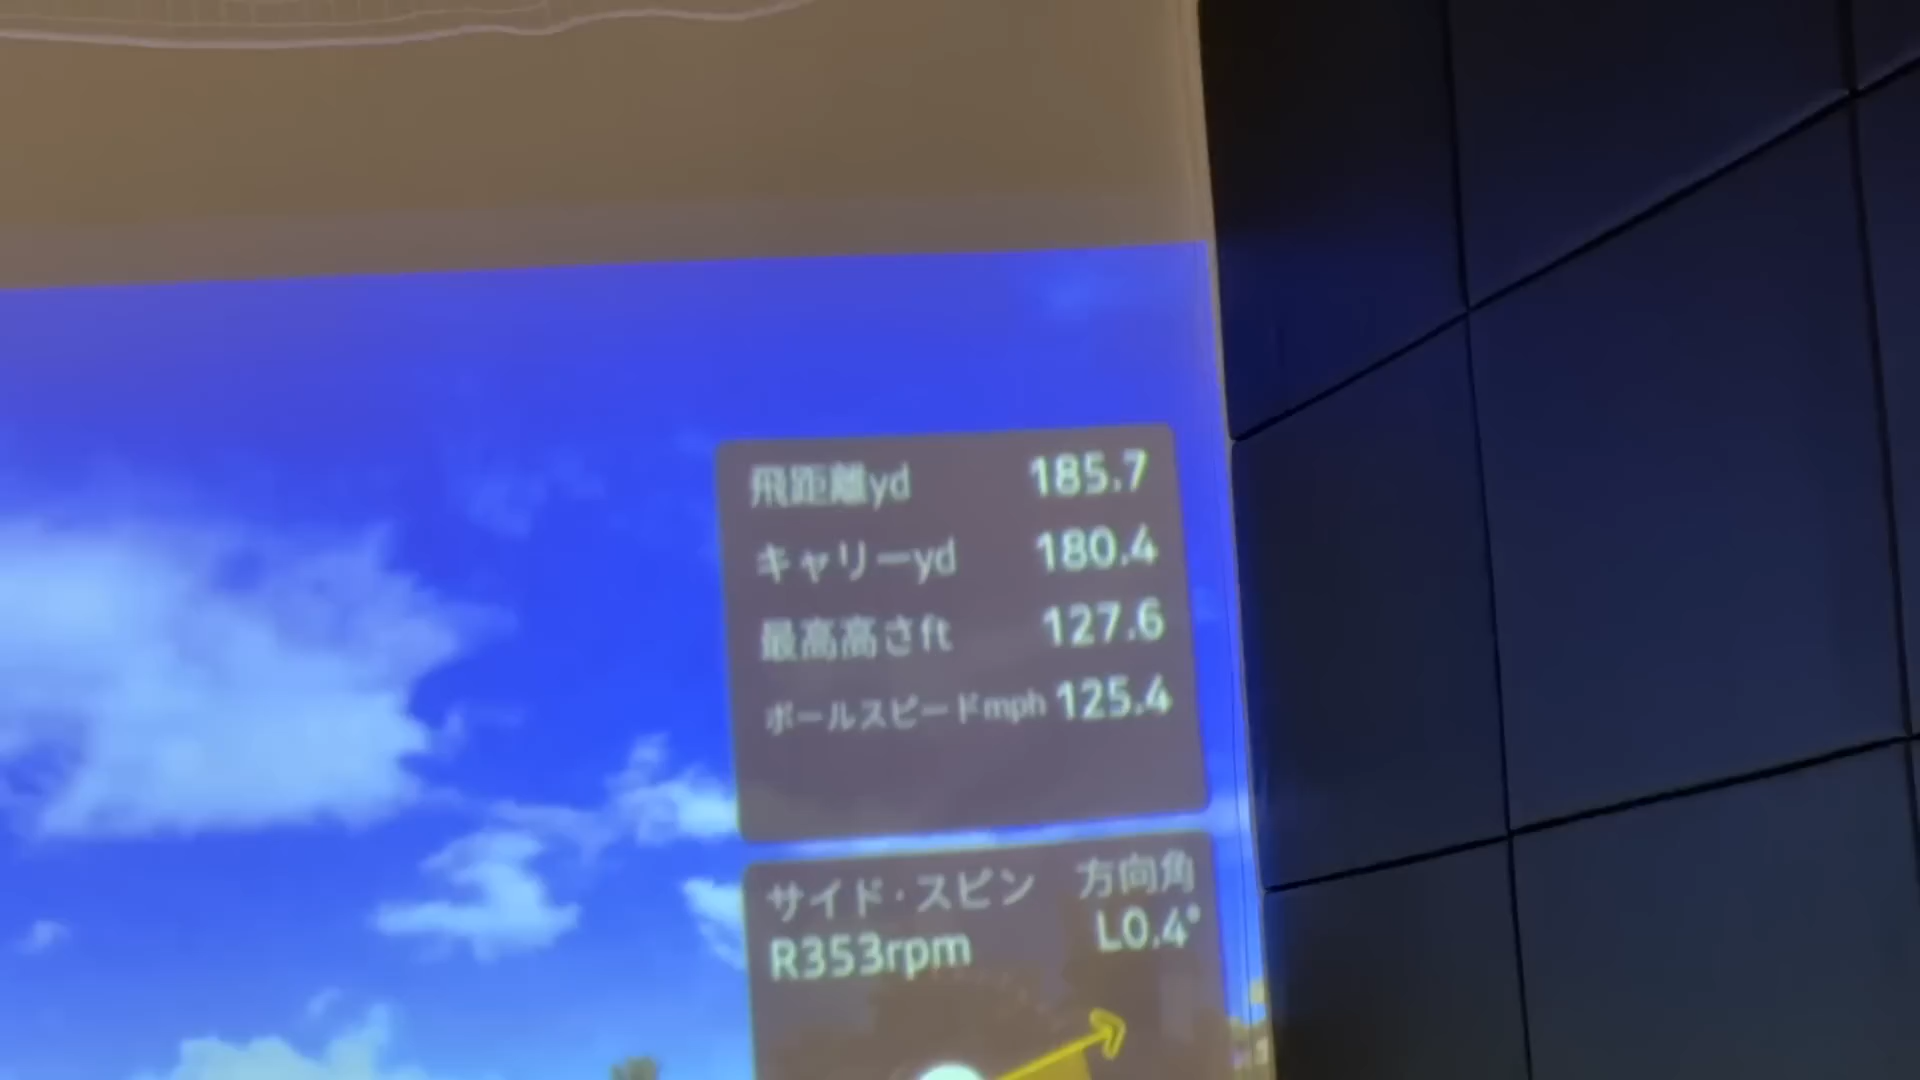 飛距離yd 185.7
キャリーyd 180.4
最高高さft 127.6
ボールスピードmph 125.4
サイド・スピン 方向角
R353rpm L0.4°